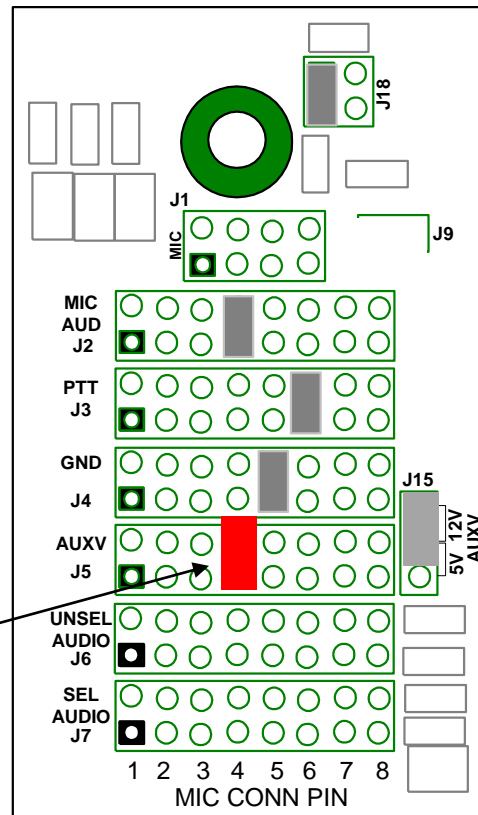 J18
J1
MIC
J9
MIC
AUD
J2
PTT
J3
GND
J4
J15
12V
5V
AUXV
AUXV
J5
UNSEL
AUDIO
J6
SEL
AUDIO
J7
1 2 3 4 5 6 7 8
MIC CONN PIN